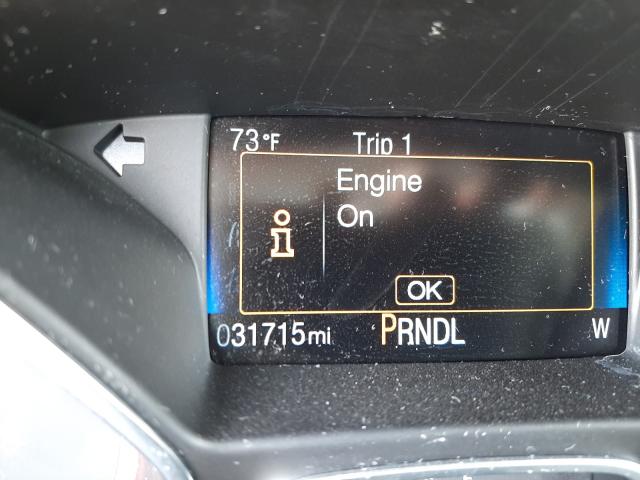 73°F Trip 1
Engine
On
i
OK
031715mi PRNDL W